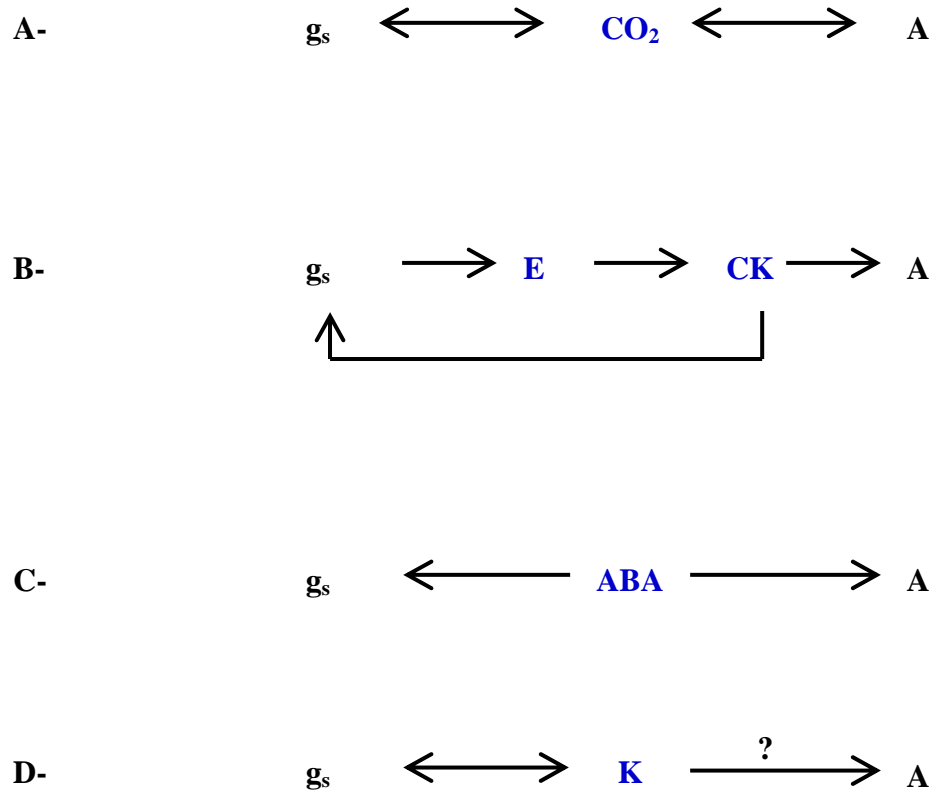 A- gₛ CO₂ A
B- gₛ E CK A
C- gₛ ABA A
?
D- gₛ K A